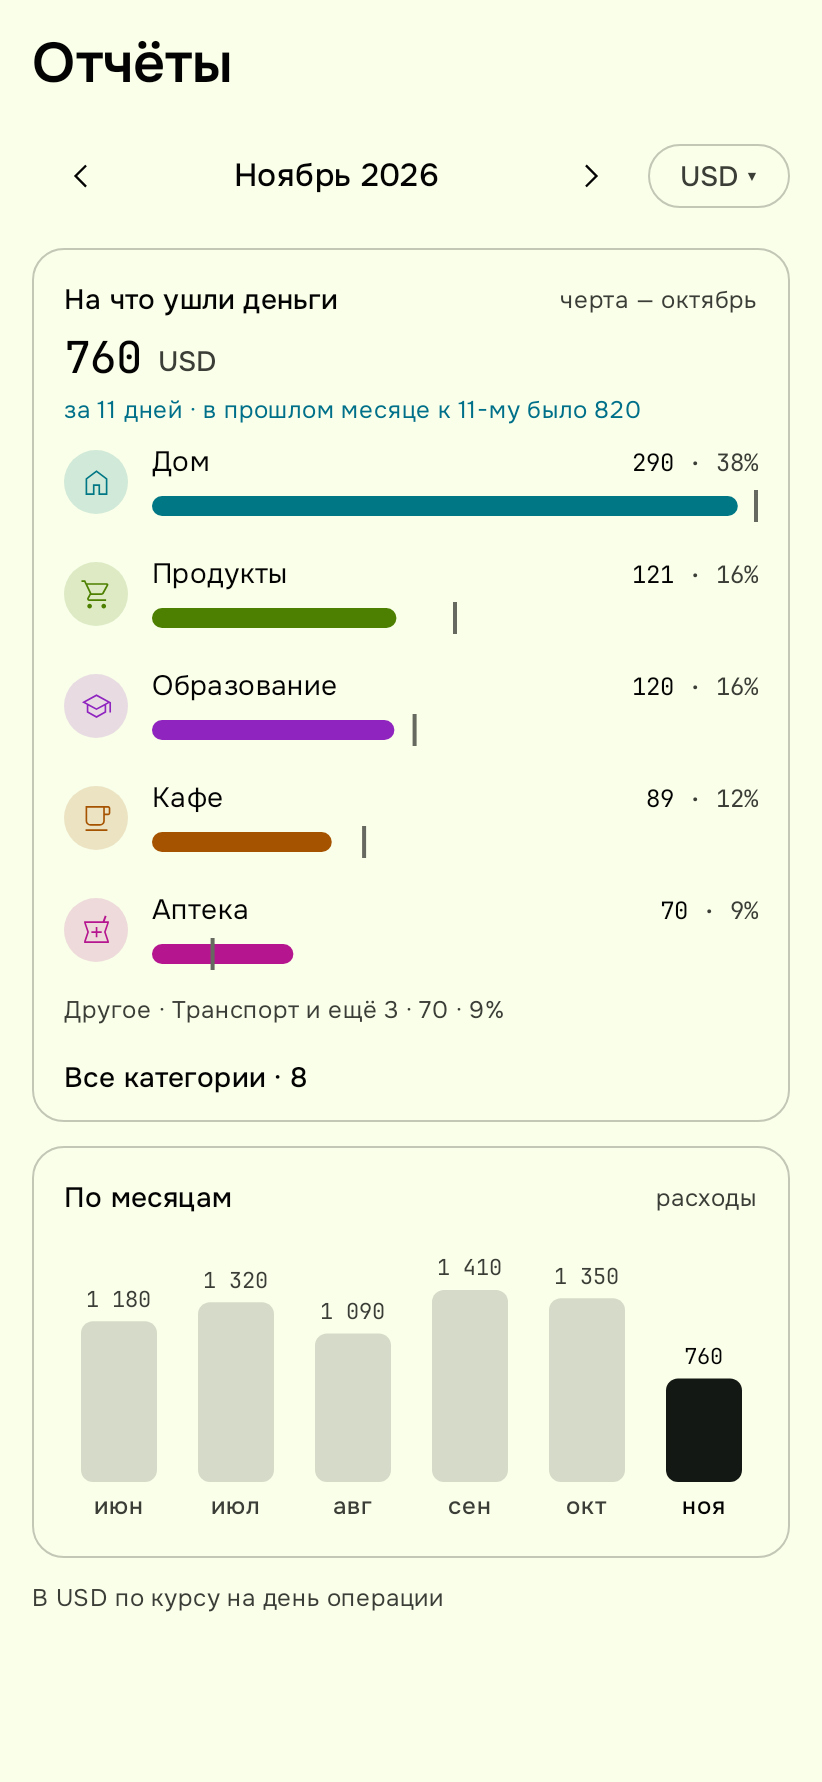 Отчёты
Ноябрь 2026
USD ▾
На что ушли деньги
черта — октябрь
760 USD
за 11 дней · в прошлом месяце к 11-му было 820
Дом
290 · 38%
Продукты
121 · 16%
Образование
120 · 16%
Кафе
89 · 12%
Аптека
70 · 9%
Другое · Транспорт и ещё 3 · 70 · 9%
Все категории · 8
По месяцам
расходы
1 180
1 320
1 090
1 410
1 350
760
июн
июл
авг
сен
окт
ноя
В USD по курсу на день операции